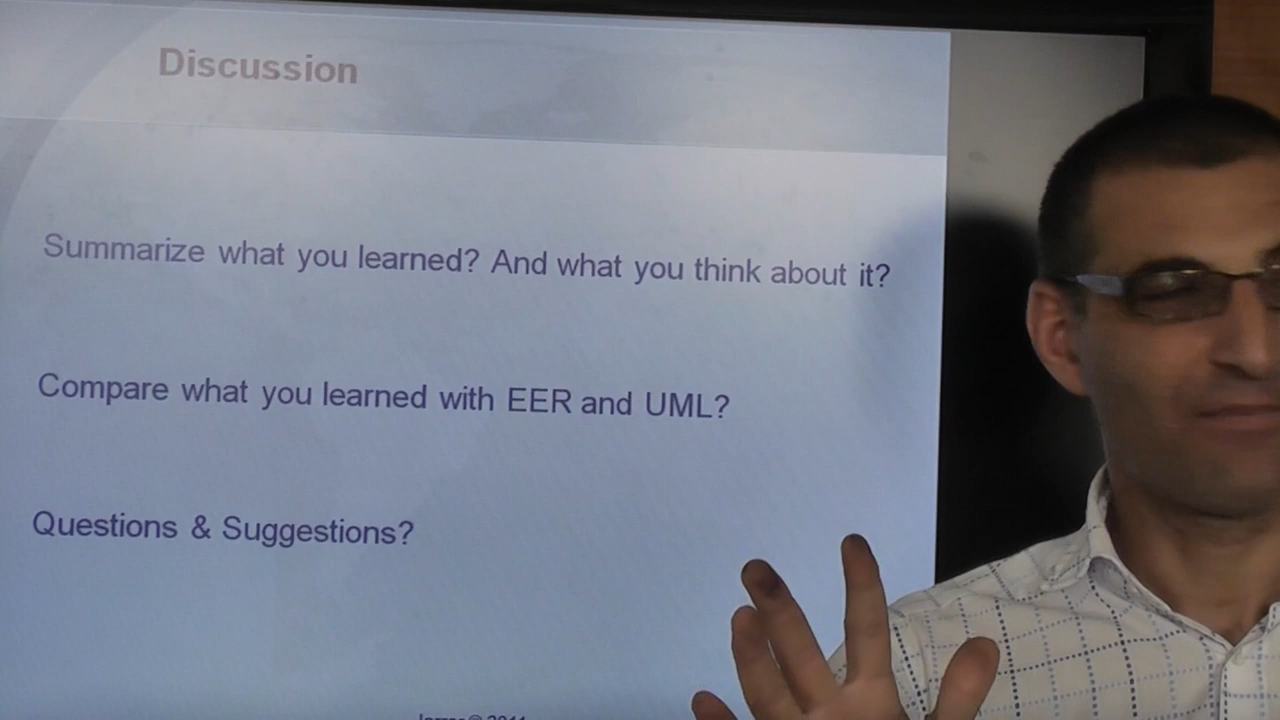 Discussion
Summarize what you learned? And what you think about it?
Compare what you learned with EER and UML?
Questions & Suggestions?